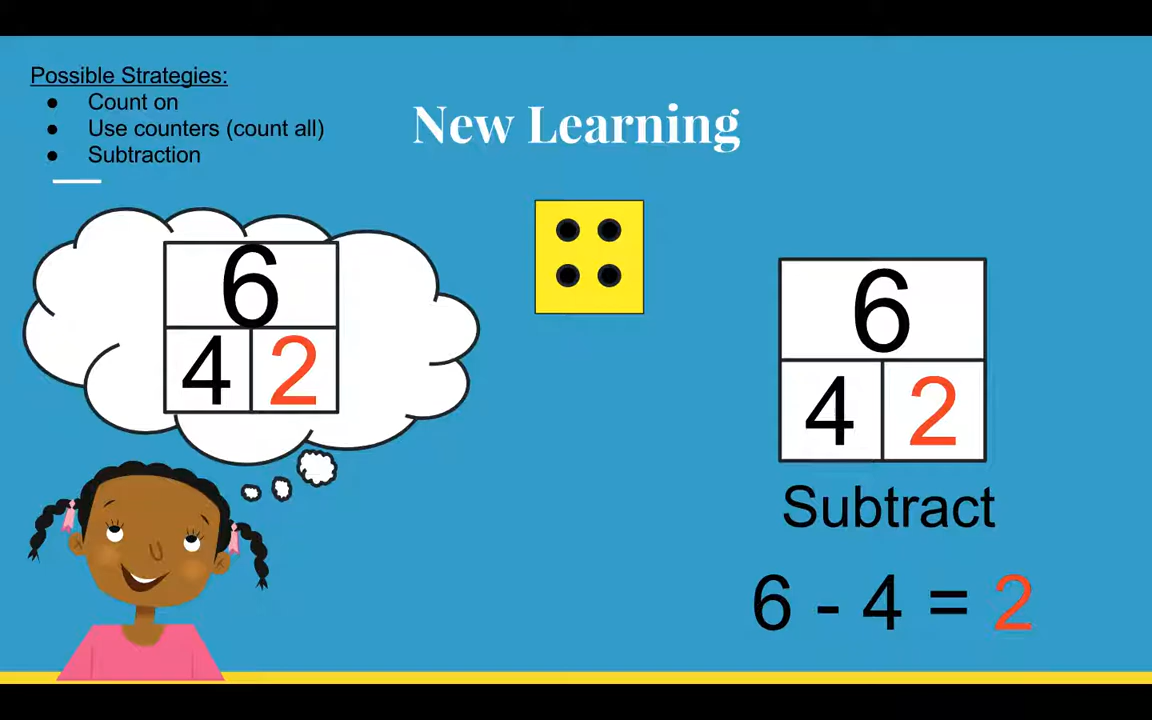 Possible Strategies:
● Count on
● Use counters (count all)
● Subtraction
New Learning
6
4 2
6
4 2
Subtract
6 - 4 = 2